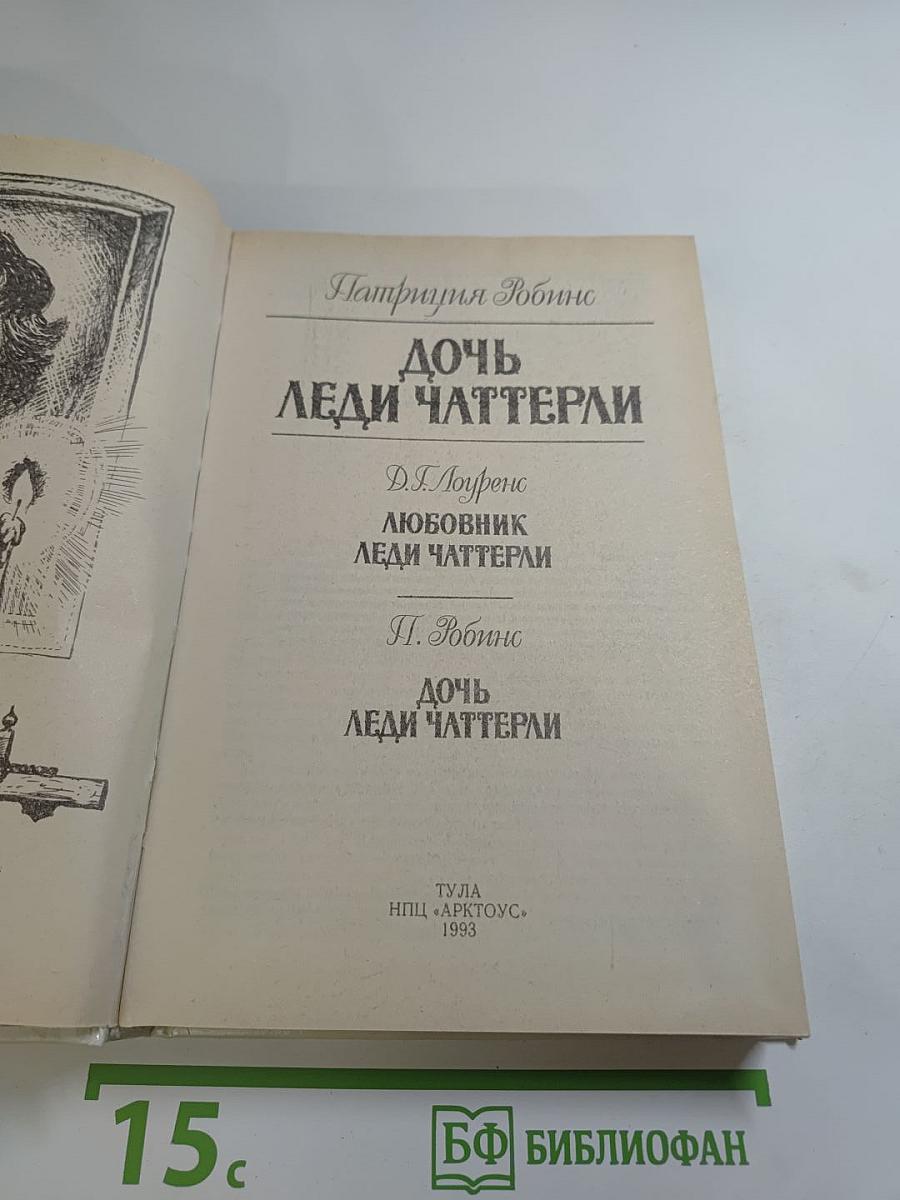 Патриция Робинс
ДОЧЬ
ЛЕДИ ЧАТТЕРЛИ
Д.Г. Лоуренс
ЛЮБОВНИК
ЛЕДИ ЧАТТЕРЛИ
П. Робинс
ДОЧЬ
ЛЕДИ ЧАТТЕРЛИ
ТУЛА
НПЦ «АРКТОУС»
1993
15 с
БФ БИБЛИОФАН